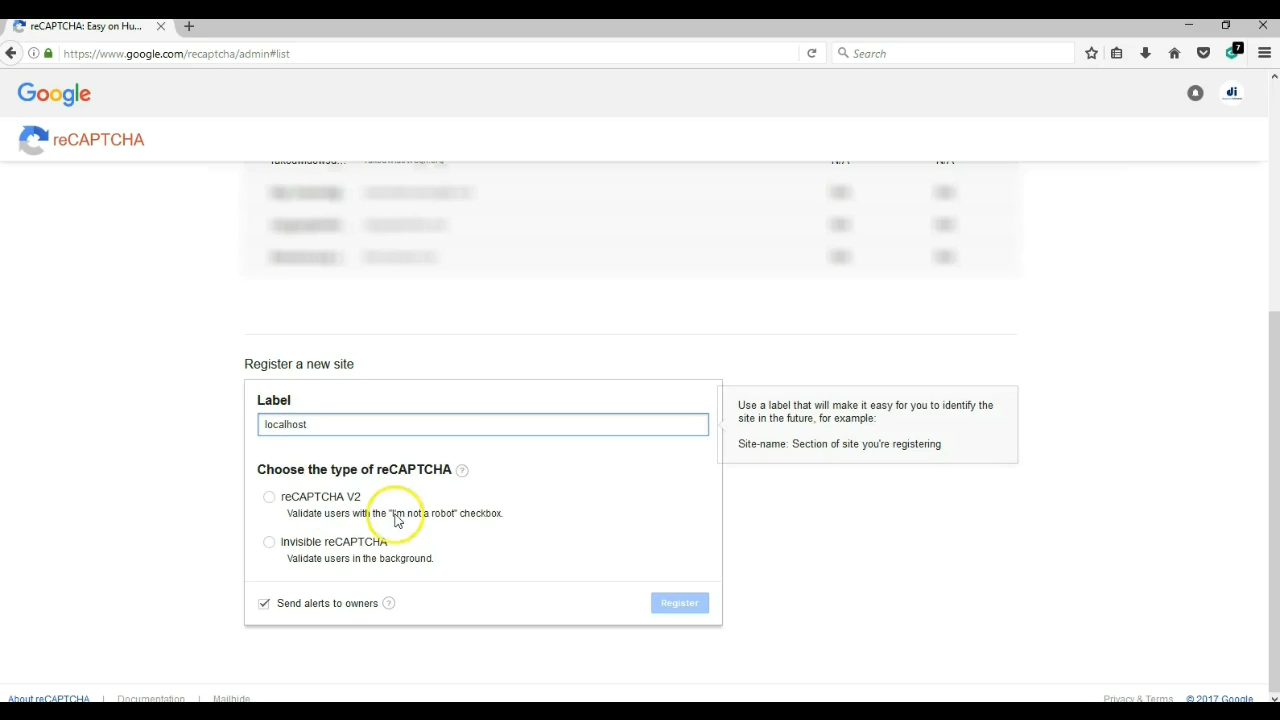 reCAPTCHA: Easy on Hu...
https://www.google.com/recaptcha/admin#list
Search
7
Google
di
reCAPTCHA
N/A N/A
Register a new site
Label
localhost
Use a label that will make it easy for you to identify the
site in the future, for example:
Site-name: Section of site you're registering
Choose the type of reCAPTCHA ?
reCAPTCHA V2
Validate users with the "I'm not a robot" checkbox.
Invisible reCAPTCHA
Validate users in the background.
Send alerts to owners ?
Register
About reCAPTCHA | Documentation | Mailhide
Privacy & Terms © 2017 Google